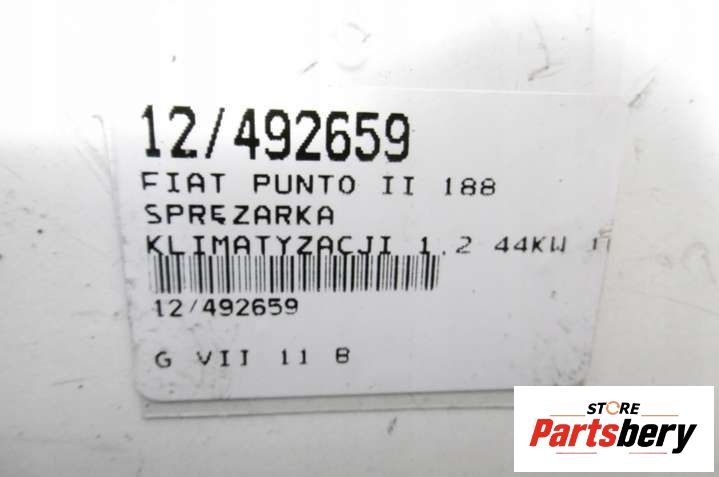 12/492659
FIAT PUNTO II 188
SPRĘZARKA
KLIMATYZACJI 1.2 44KW
12/492659
G VII 11 B
STORE
Partsbery